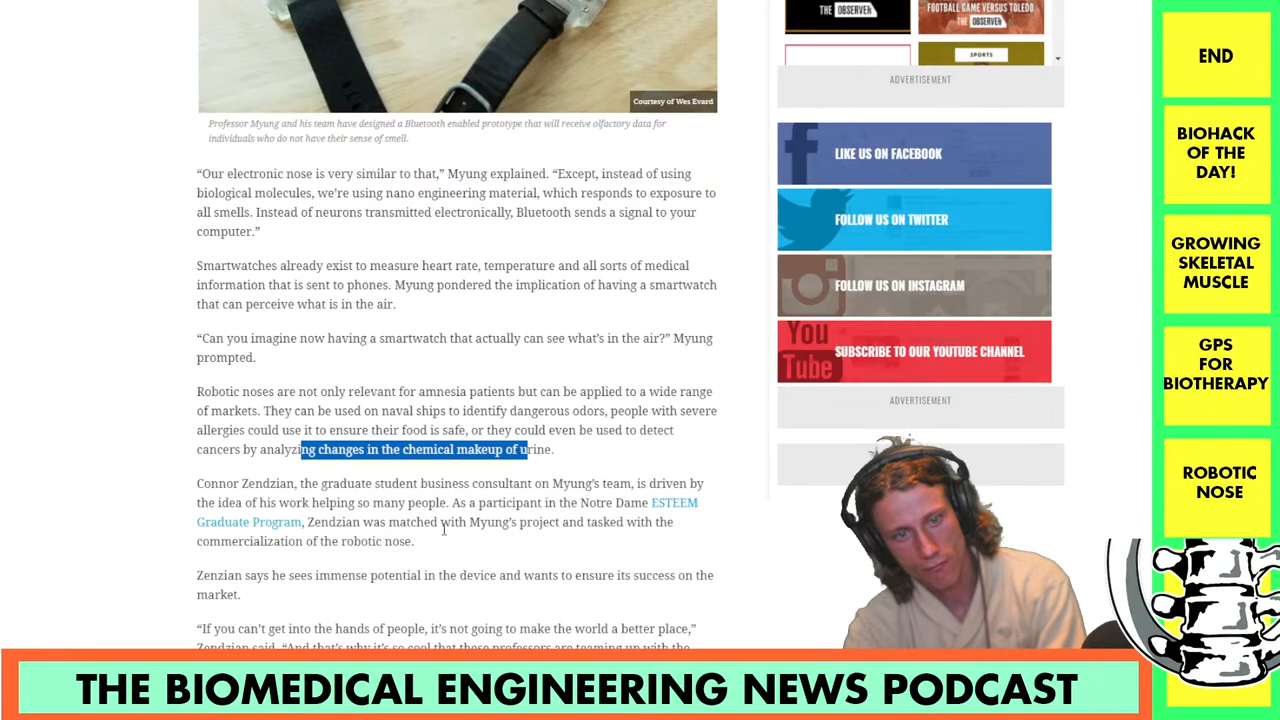 THE OBSERVER
FOOTBALL GAME VERSUS TOLEDO
THE OBSERVER
SPORTS
Courtesy of Wes Evard
Professor Myung and his team have designed a Bluetooth enabled prototype that will receive olfactory data for
individuals who do not have their sense of smell.
“Our electronic nose is very similar to that,” Myung explained. “Except, instead of using
biological molecules, we’re using nano engineering material, which responds to exposure to
all smells. Instead of neurons transmitted electronically, Bluetooth sends a signal to your
computer.”
Smartwatches already exist to measure heart rate, temperature and all sorts of medical
information that is sent to phones. Myung pondered the implication of having a smartwatch
that can perceive what is in the air.
“Can you imagine now having a smartwatch that actually can see what’s in the air?” Myung
prompted.
Robotic noses are not only relevant for amnesia patients but can be applied to a wide range
of markets. They can be used on naval ships to identify dangerous odors, people with severe
allergies could use it to ensure their food is safe, or they could even be used to detect
cancers by analyzing changes in the chemical makeup of urine.
Connor Zendzian, the graduate student business consultant on Myung’s team, is driven by
the idea of his work helping so many people. As a participant in the Notre Dame ESTEEM
Graduate Program, Zendzian was matched with Myung’s project and tasked with the
commercialization of the robotic nose.
Zenzian says he sees immense potential in the device and wants to ensure its success on the
market.
“If you can’t get into the hands of people, it’s not going to make the world a better place,”
Zendzian said. “And that’s why it’s so cool that these professors are teaming up with the
ADVERTISEMENT
LIKE US ON FACEBOOK
FOLLOW US ON TWITTER
FOLLOW US ON INSTAGRAM
You
Tube
SUBSCRIBE TO OUR YOUTUBE CHANNEL
ADVERTISEMENT
END
BIOHACK
OF THE
DAY!
GROWING
SKELETAL
MUSCLE
GPS
FOR
BIOTHERAPY
ROBOTIC
NOSE
THE BIOMEDICAL ENGINEERING NEWS PODCAST